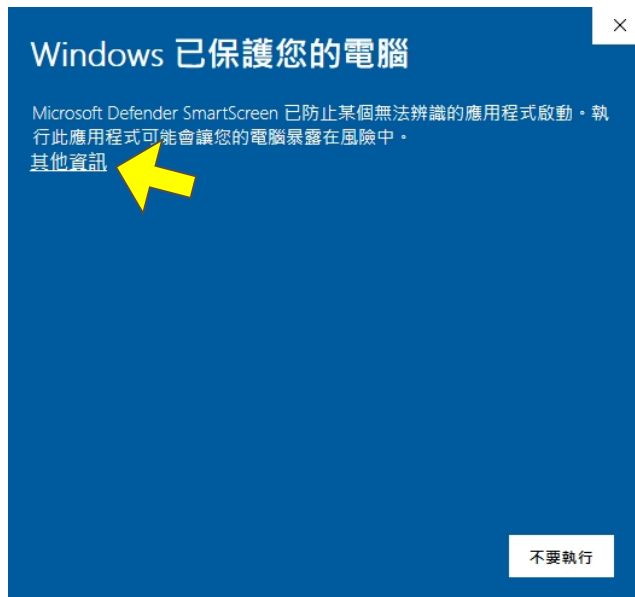 Windows 已保護您的電腦
Microsoft Defender SmartScreen 已防止某個無法辨識的應用程式啟動。執
行此應用程式可能會讓您的電腦暴露在風險中。
其他資訊
不要執行